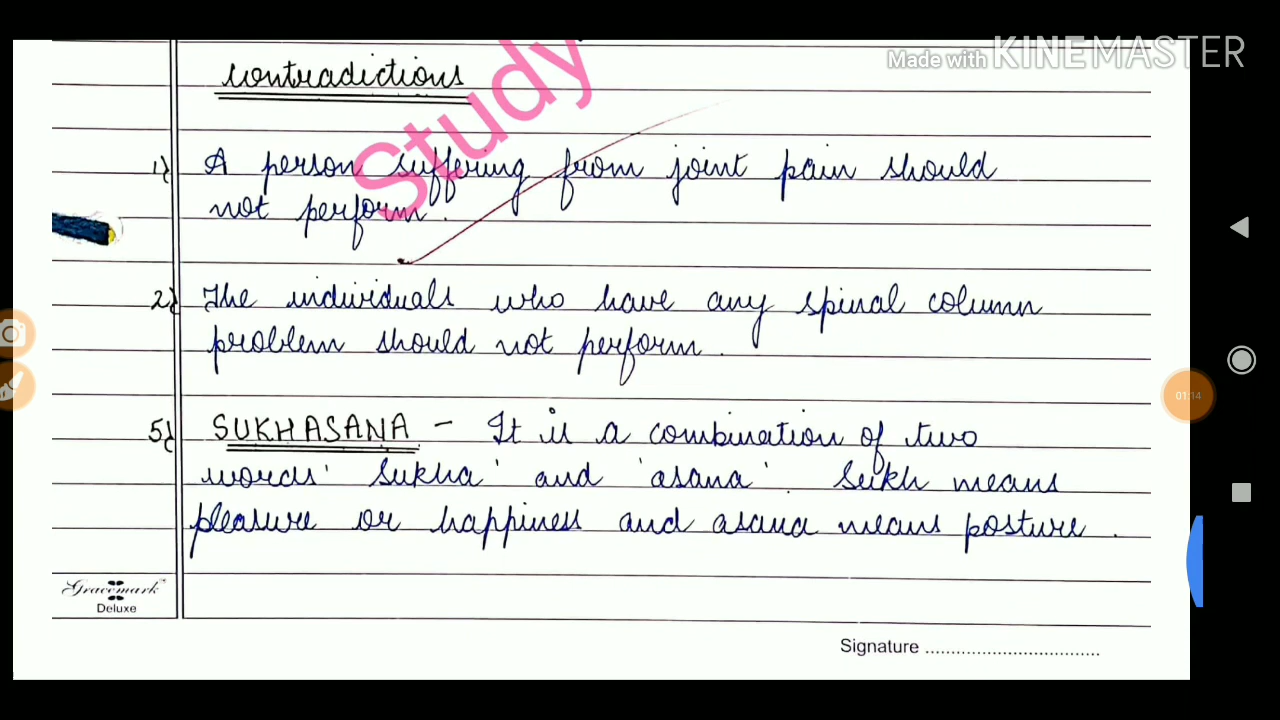 Made with KINEMASTER
Study
contradictions
1} A person suffering from joint pain should
not perform.
2} The individuals who have any spinal column
problem should not perform.
5} SUKHASANA - It is a combination of two
words 'Sukha' and 'asana'. Sukh means
pleasure or happiness and asana means posture.
Gracemark
Deluxe
Signature ..................................
01:14